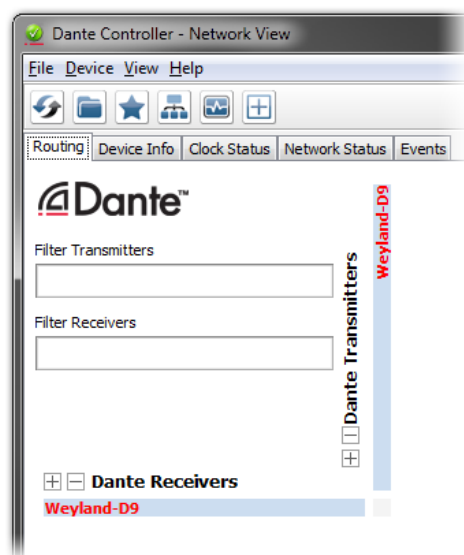 Dante Controller - Network View
File Device View Help
Routing Device Info Clock Status Network Status Events
Dante™
Filter Transmitters
Filter Receivers
Dante Transmitters
Weyland-D9
Dante Receivers
Weyland-D9